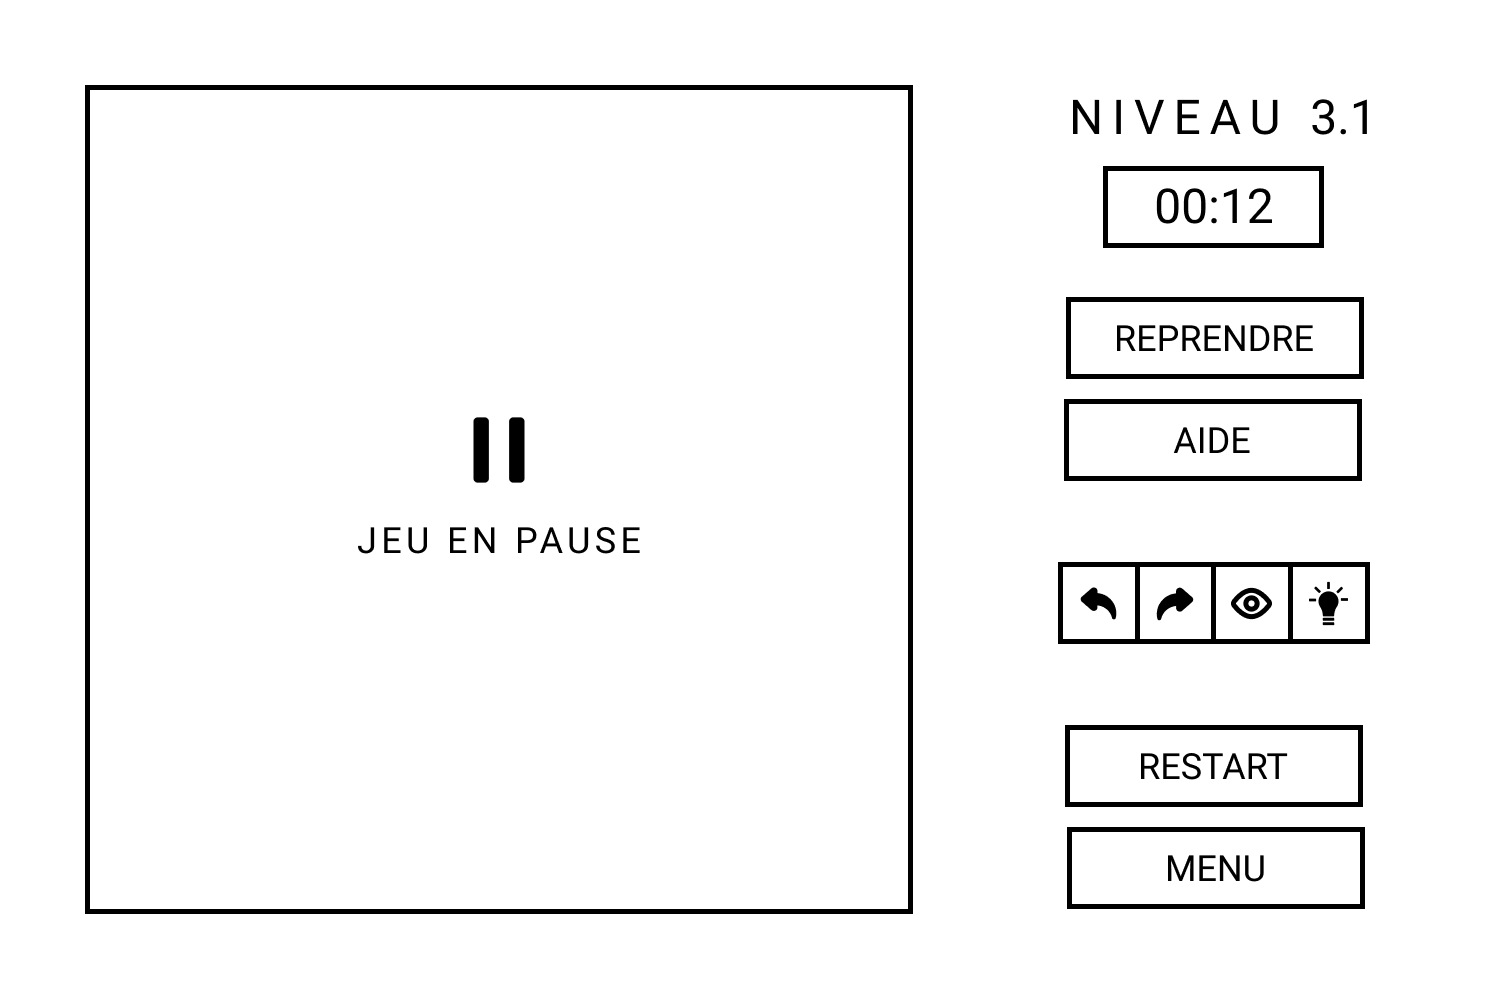 NIVEAU 3.1
00:12
REPRENDRE
AIDE
JEU EN PAUSE
RESTART
MENU